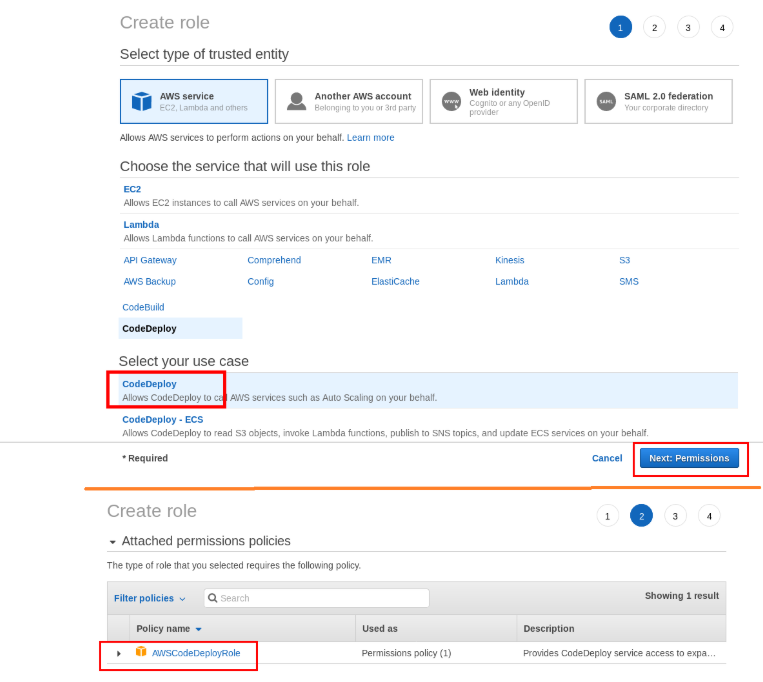 Create role
1 2 3 4
Select type of trusted entity
AWS service
EC2, Lambda and others
Another AWS account
Belonging to you or 3rd party
www
Web identity
Cognito or any OpenID
provider
SAML
SAML 2.0 federation
Your corporate directory
Allows AWS services to perform actions on your behalf. Learn more
Choose the service that will use this role
EC2
Allows EC2 instances to call AWS services on your behalf.
Lambda
Allows Lambda functions to call AWS services on your behalf.
API Gateway Comprehend EMR Kinesis S3
AWS Backup Config ElastiCache Lambda SMS
CodeBuild
CodeDeploy
Select your use case
CodeDeploy
Allows CodeDeploy to call AWS services such as Auto Scaling on your behalf.
CodeDeploy - ECS
Allows CodeDeploy to read S3 objects, invoke Lambda functions, publish to SNS topics, and update ECS services on your behalf.
* Required Cancel Next: Permissions
Create role
1 2 3 4
Attached permissions policies
The type of role that you selected requires the following policy.
Filter policies Search Showing 1 result
Policy name Used as Description
AWSCodeDeployRole Permissions policy (1) Provides CodeDeploy service access to expa…